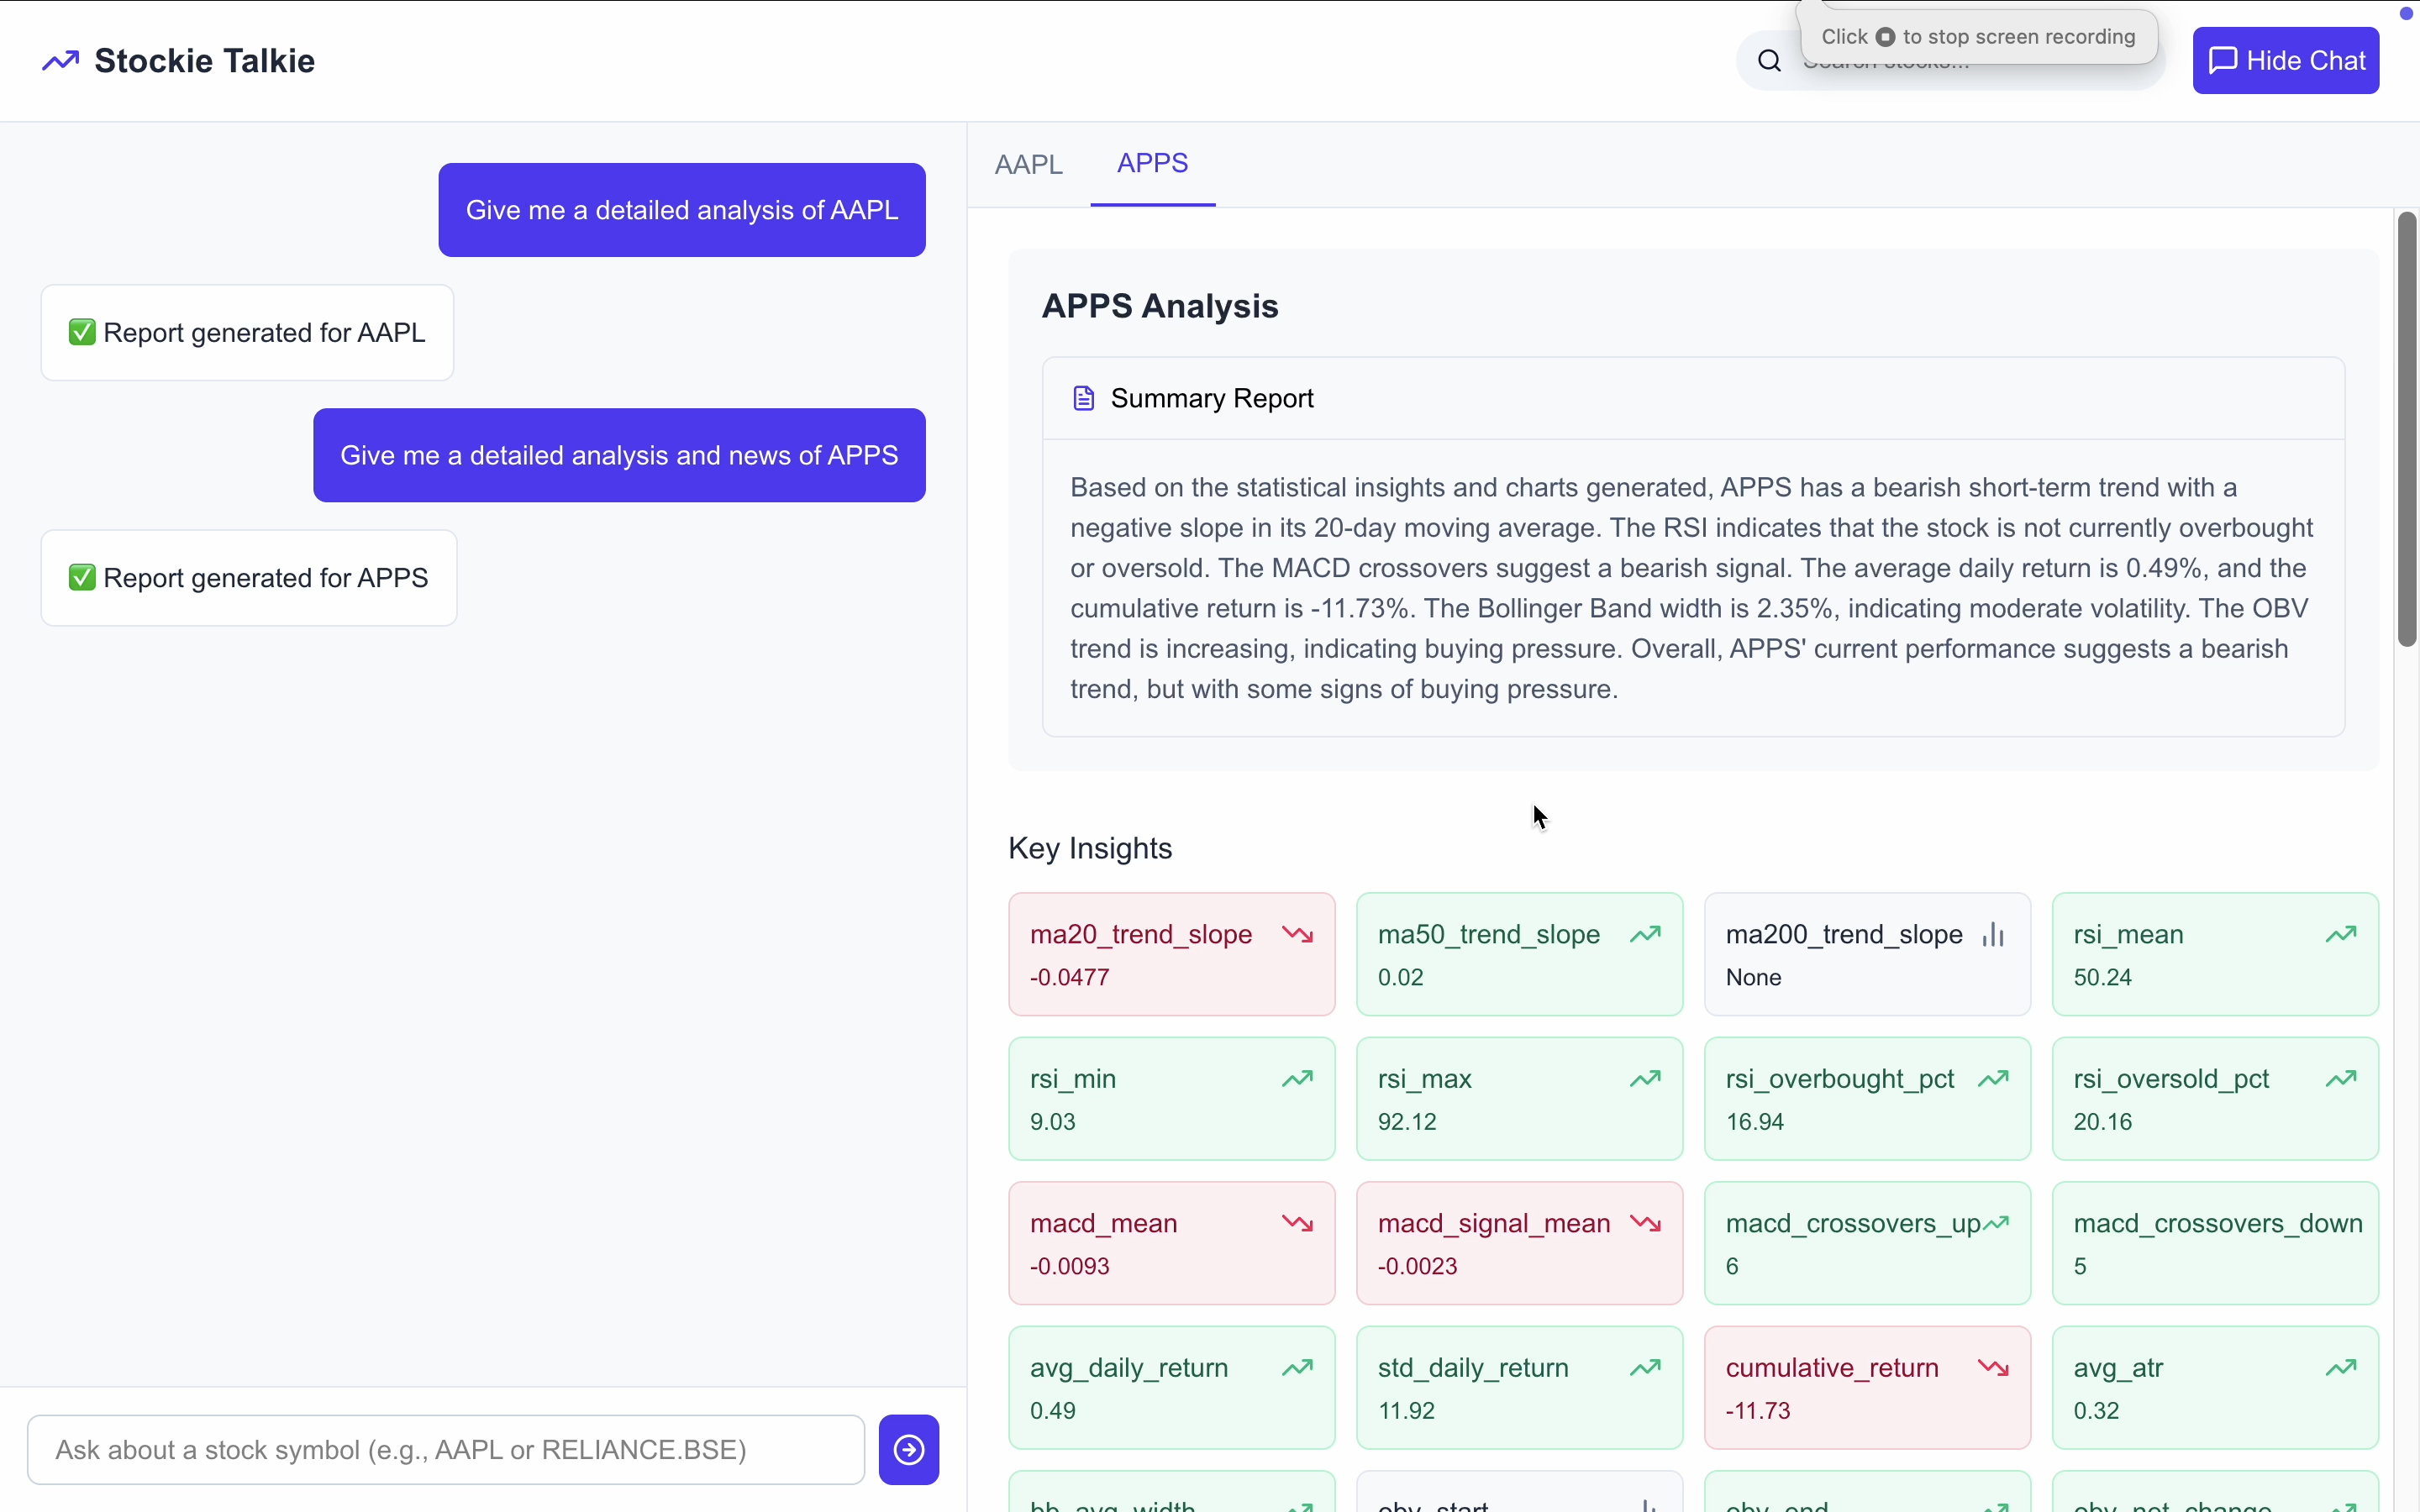 Stockie Talkie
Click to stop screen recording
Hide Chat
Give me a detailed analysis of AAPL
✅ Report generated for AAPL
Give me a detailed analysis and news of APPS
✅ Report generated for APPS
Ask about a stock symbol (e.g., AAPL or RELIANCE.BSE)
AAPL APPS
APPS Analysis
Summary Report
Based on the statistical insights and charts generated, APPS has a bearish short-term trend with a
negative slope in its 20-day moving average. The RSI indicates that the stock is not currently overbought
or oversold. The MACD crossovers suggest a bearish signal. The average daily return is 0.49%, and the
cumulative return is -11.73%. The Bollinger Band width is 2.35%, indicating moderate volatility. The OBV
trend is increasing, indicating buying pressure. Overall, APPS' current performance suggests a bearish
trend, but with some signs of buying pressure.
Key Insights
ma20_trend_slope
-0.0477
ma50_trend_slope
0.02
ma200_trend_slope
None
rsi_mean
50.24
rsi_min
9.03
rsi_max
92.12
rsi_overbought_pct
16.94
rsi_oversold_pct
20.16
macd_mean
-0.0093
macd_signal_mean
-0.0023
macd_crossovers_up
6
macd_crossovers_down
5
avg_daily_return
0.49
std_daily_return
11.92
cumulative_return
-11.73
avg_atr
0.32
bb_avg_width
obv_start
obv_end
obv_net_change